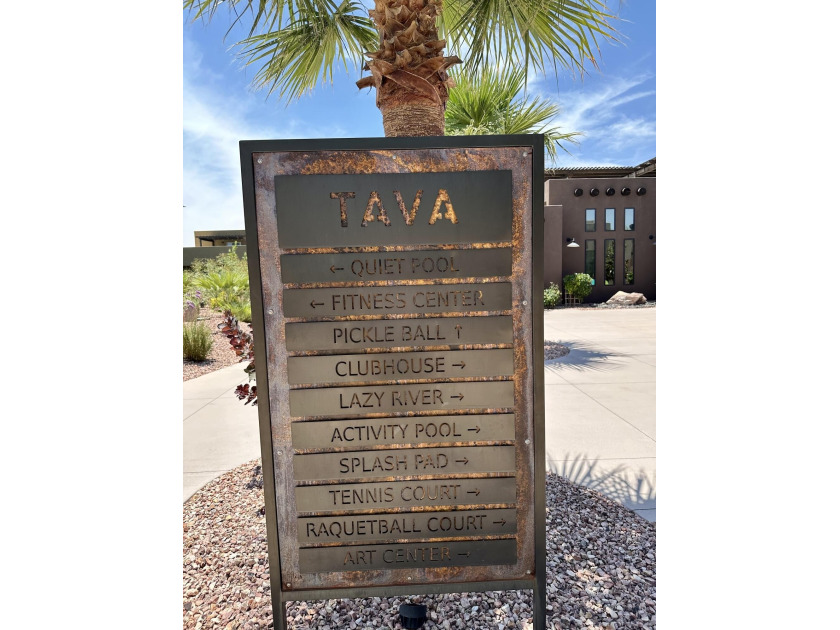 TAVA
← QUIET POOL
← FITNESS CENTER
PICKLE BALL ↑
CLUBHOUSE →
LAZY RIVER →
ACTIVITY POOL →
SPLASH PAD →
TENNIS COURT →
RAQUETBALL COURT →
ART CENTER →